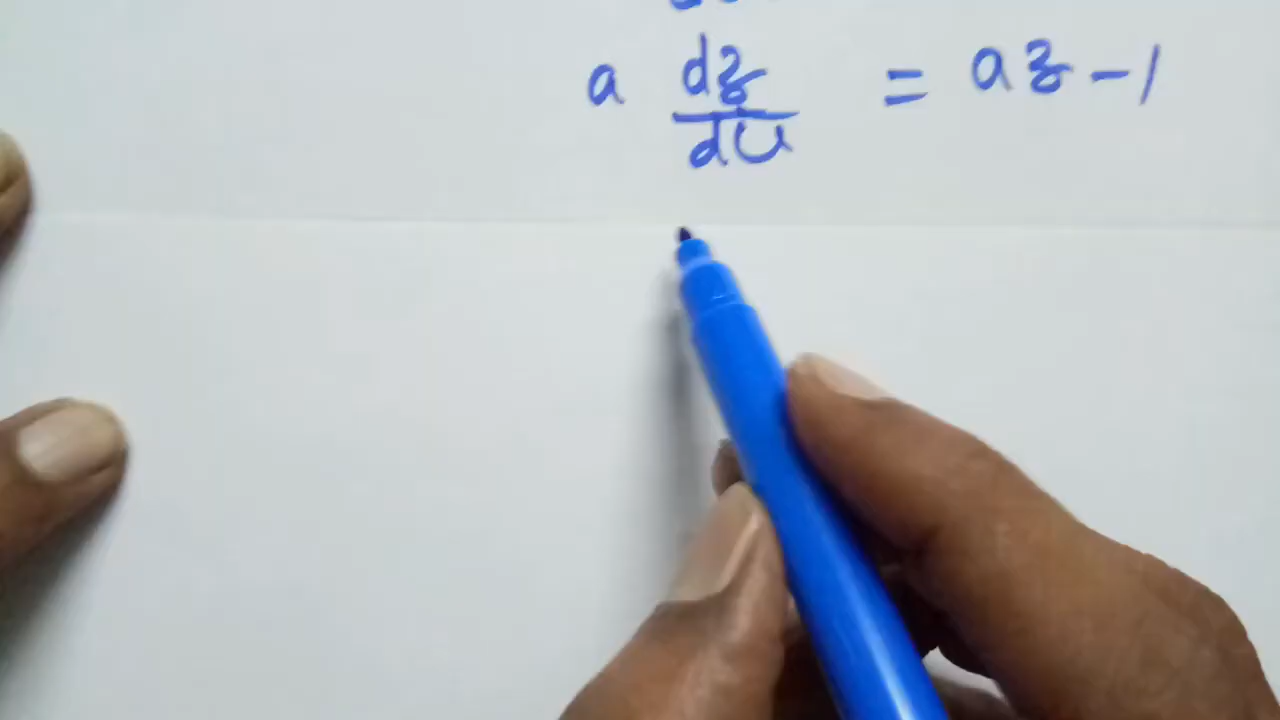 a dz/du = az - 1